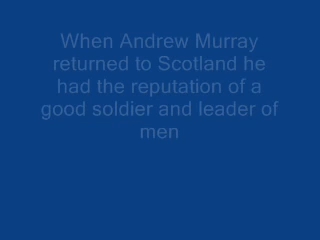 When Andrew Murray
returned to Scotland he
had the reputation of a
good soldier and leader of
men